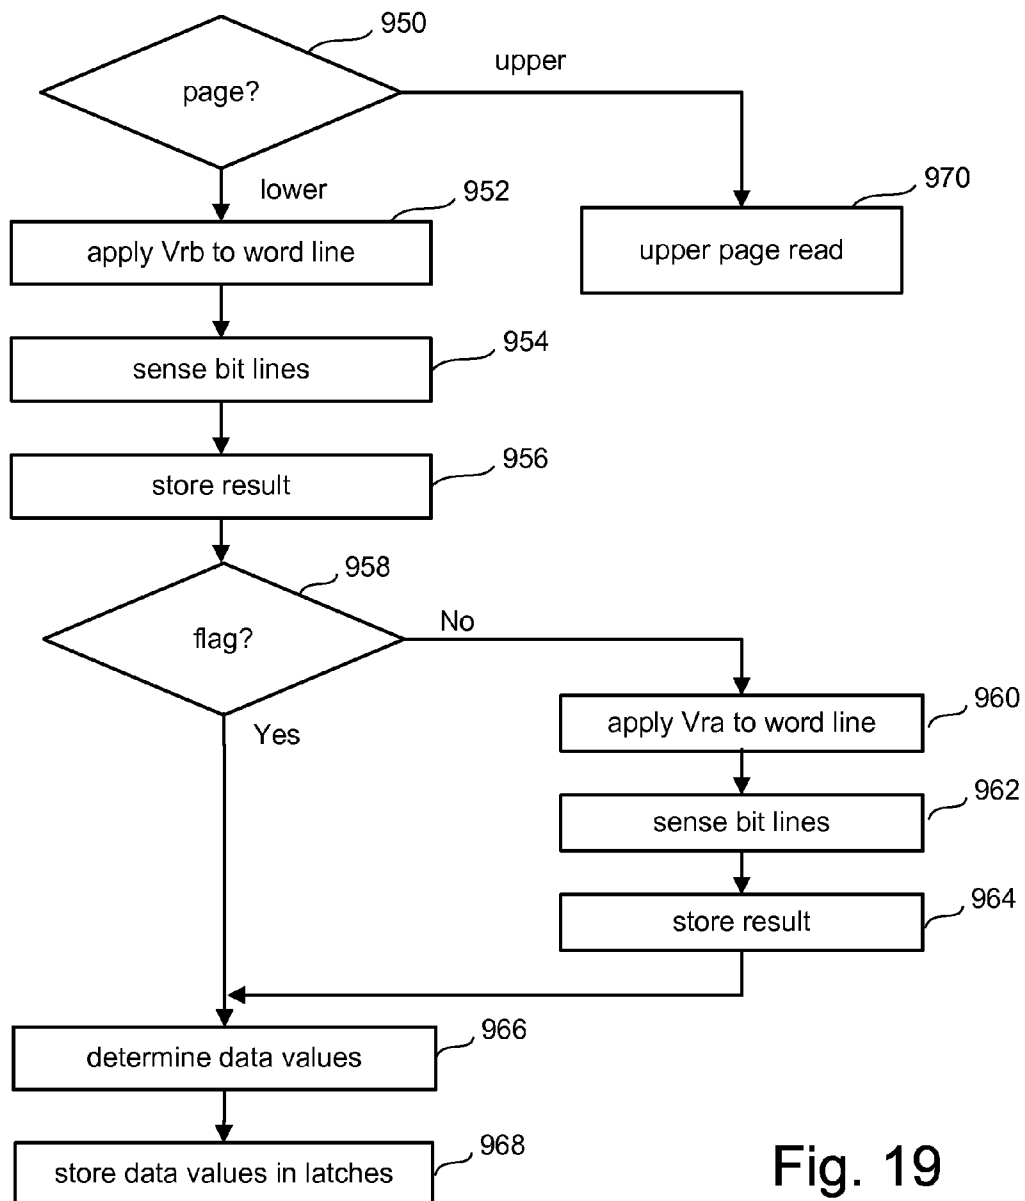 950
page?
upper
lower
952
970
apply Vrb to word line
upper page read
954
sense bit lines
956
store result
958
flag?
No
Yes
960
apply Vra to word line
962
sense bit lines
964
store result
966
determine data values
968
store data values in latches
Fig. 19